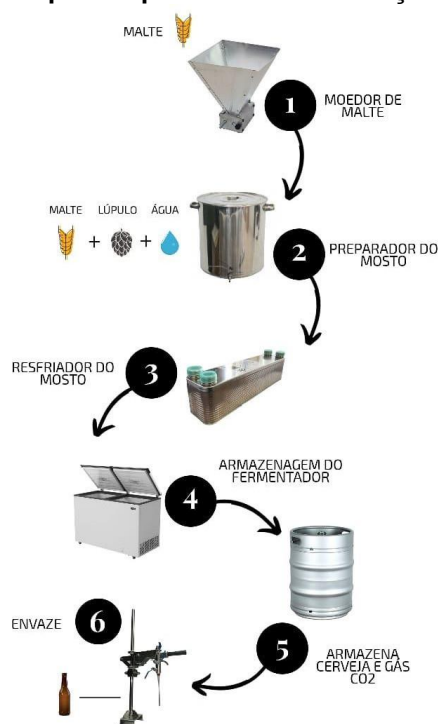 MALTE
1
MOEDOR DE
MALTE
MALTE LÚPULO ÁGUA
+ +
2
PREPARADOR DO
MOSTO
RESFRIADOR DO
MOSTO
3
ARMAZENAGEM DO
FERMENTADOR
4
6
ENVAZE
5
ARMAZENA
CERVEJA E GÁS
CO2